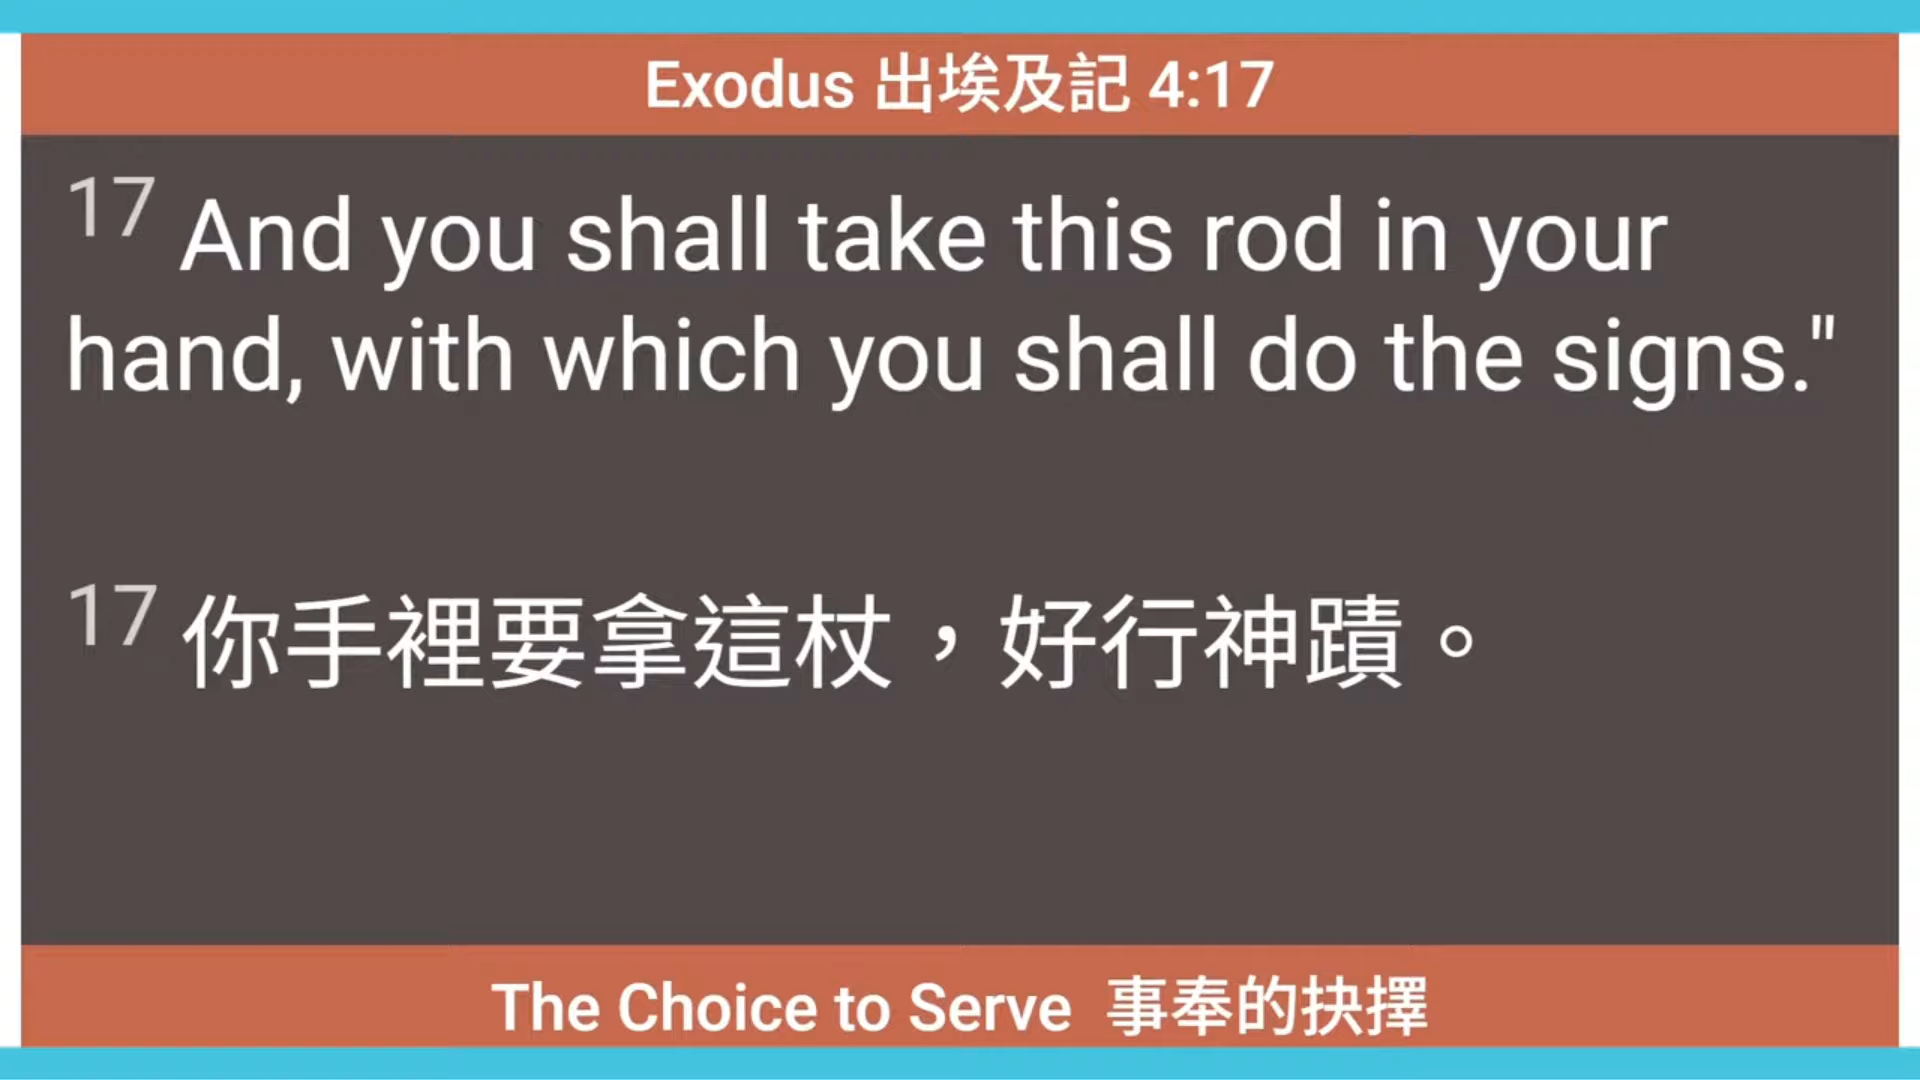 Exodus 出埃及記 4:17
17 And you shall take this rod in your
hand, with which you shall do the signs."
17 你手裡要拿這杖，好行神蹟。
The Choice to Serve 事奉的抉擇